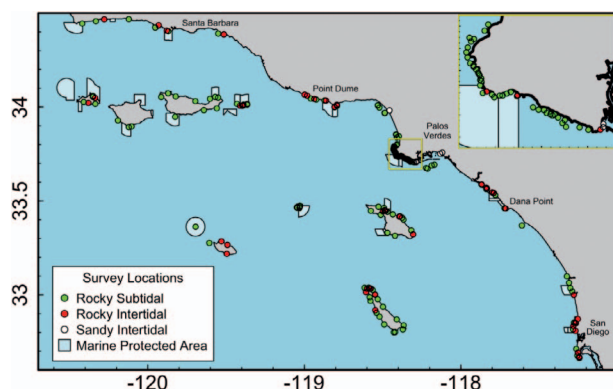 Santa Barbara
Point Dume
Palos
Verdes
Dana Point
San
Diego
34
33.5
33
Survey Locations
Rocky Subtidal
Rocky Intertidal
Sandy Intertidal
Marine Protected Area
-120
-119
-118